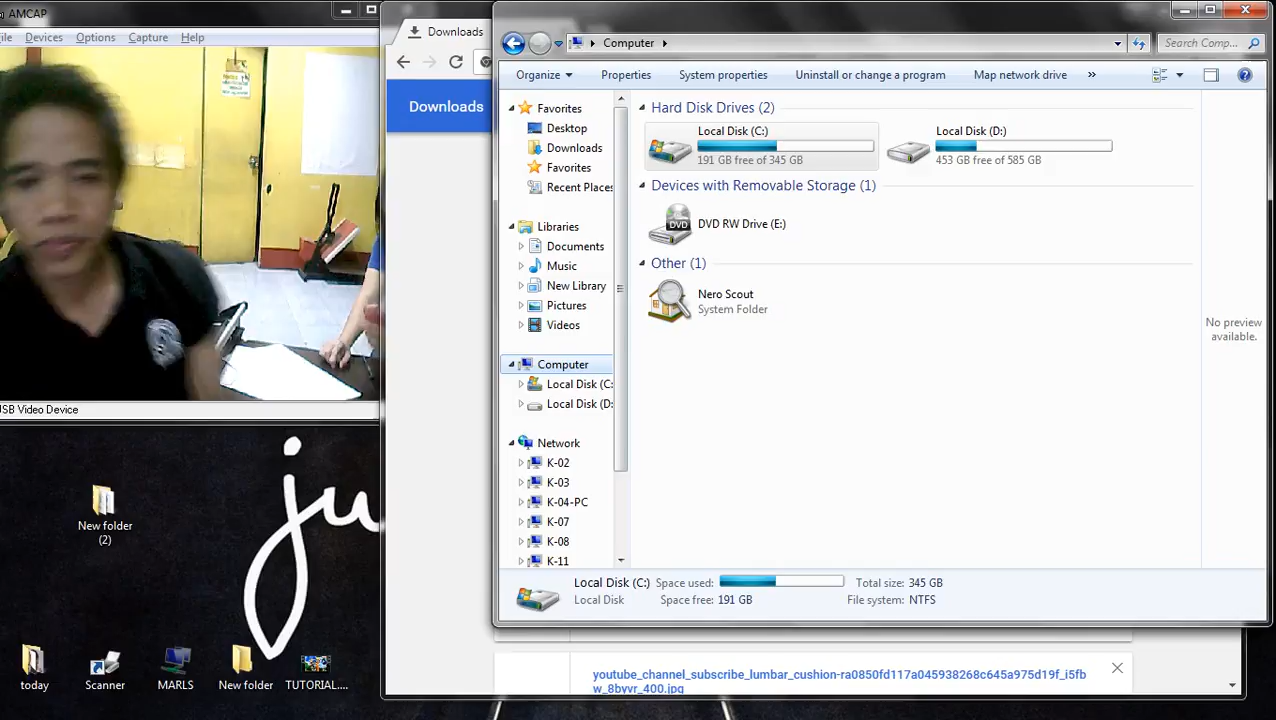 AMCAP
ile Devices Options Capture Help
SB Video Device
New folder (2)
today
Scanner
MARLS
New folder
TUTORIAL....
Downloads
Downloads
youtube_channel_subscribe_lumbar_cushion-ra0850fd117a045938268c645a975d19f_i5fb
w_8byvr_400.jpg
Computer
Search Comp...
Organize Properties System properties Uninstall or change a program Map network drive »
Favorites
Desktop
Downloads
Favorites
Recent Places
Libraries
Documents
Music
New Library
Pictures
Videos
Computer
Local Disk (C:
Local Disk (D:
Network
K-02
K-03
K-04-PC
K-07
K-08
K-11
Hard Disk Drives (2)
Local Disk (C:)
191 GB free of 345 GB
Local Disk (D:)
453 GB free of 585 GB
Devices with Removable Storage (1)
DVD
DVD RW Drive (E:)
Other (1)
Nero Scout
System Folder
No preview
available.
Local Disk (C:) Space used: Total size: 345 GB
Local Disk Space free: 191 GB File system: NTFS
ju